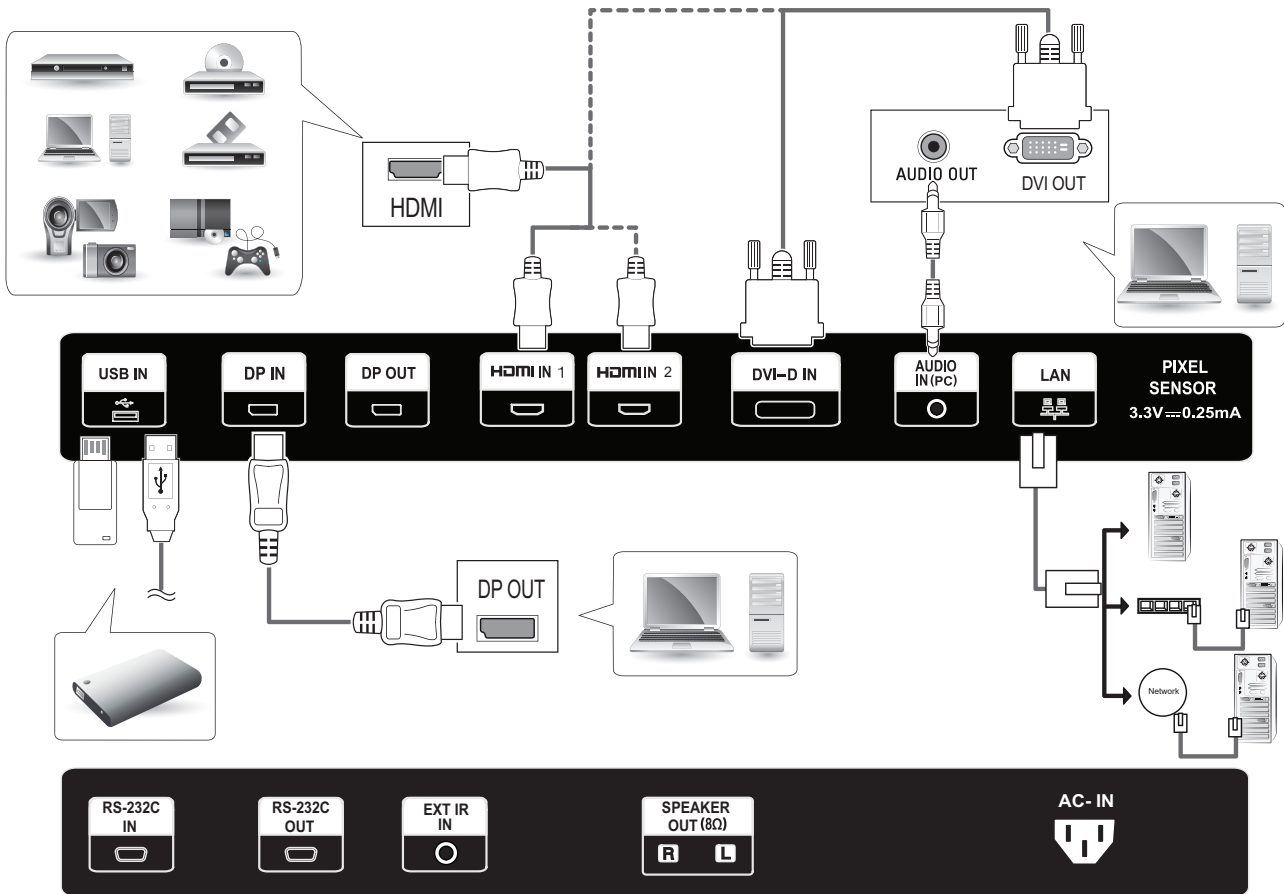 HDMI
AUDIO OUT
DVI OUT
USB IN
DP IN
DP OUT
HDMI IN 1
HDMI IN 2
DVI-D IN
AUDIO
IN (PC)
LAN
PIXEL
SENSOR
3.3V⎓0.25mA
DP OUT
Network
RS-232C
IN
RS-232C
OUT
EXT IR
IN
SPEAKER
OUT (8Ω)
R L
AC- IN